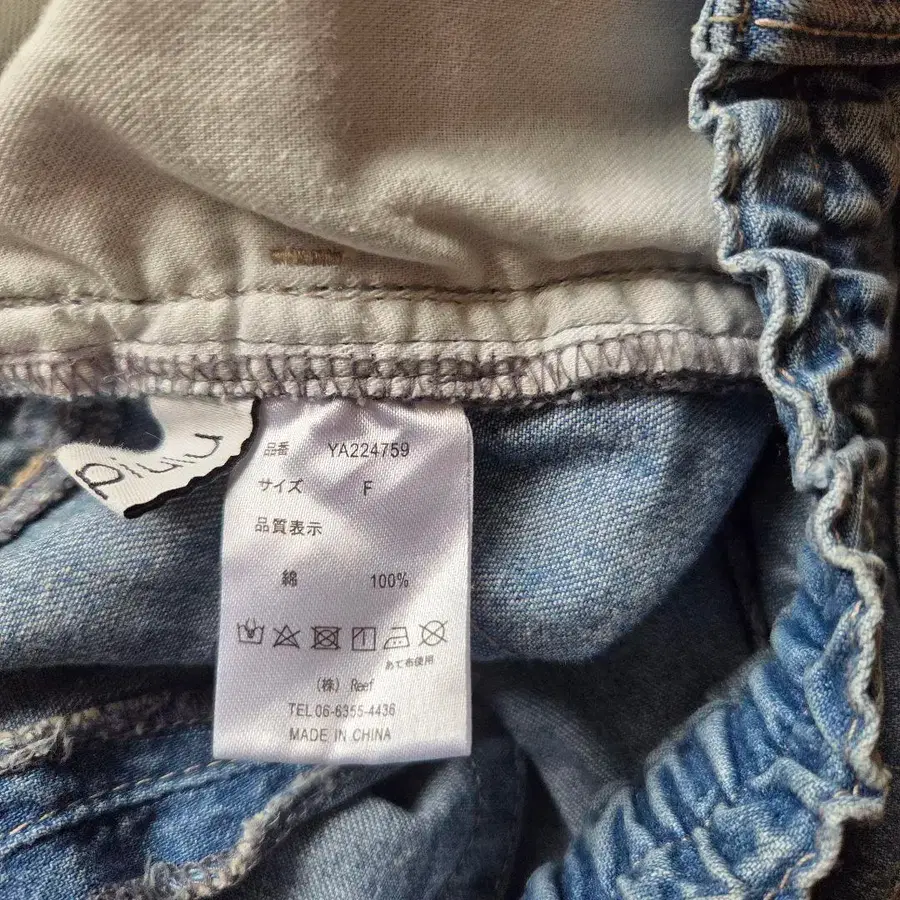 piulu
品番 YA224759
サイズ F
品質表示
綿 100%
あて布使用
(株) Reef
TEL 06-6355-4436
MADE IN CHINA